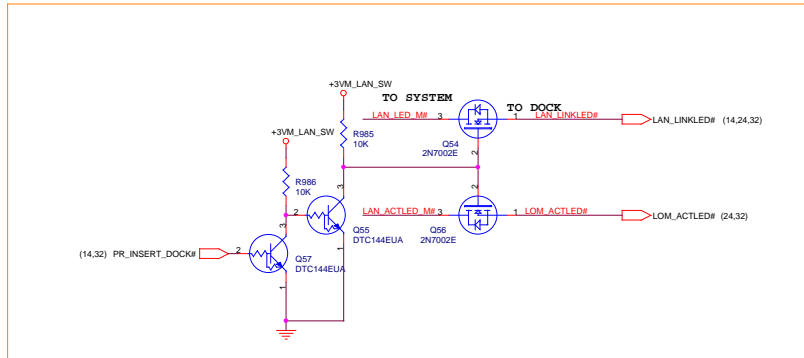 +3VM_LAN_SW
TO SYSTEM
TO DOCK
LAN_LED_M#
3
1
LAN_LINKLED#
LAN_LINKLED# (14,24,32)
R985
10K
Q54
2N7002E
2
+3VM_LAN_SW
R986
10K
3
2
2
LAN_ACTLED_M#
3
1
LOM_ACTLED#
LOM_ACTLED# (24,32)
Q55
DTC144EUA
Q56
2N7002E
3
1
(14,32) PR_INSERT_DOCK#
2
Q57
DTC144EUA
1